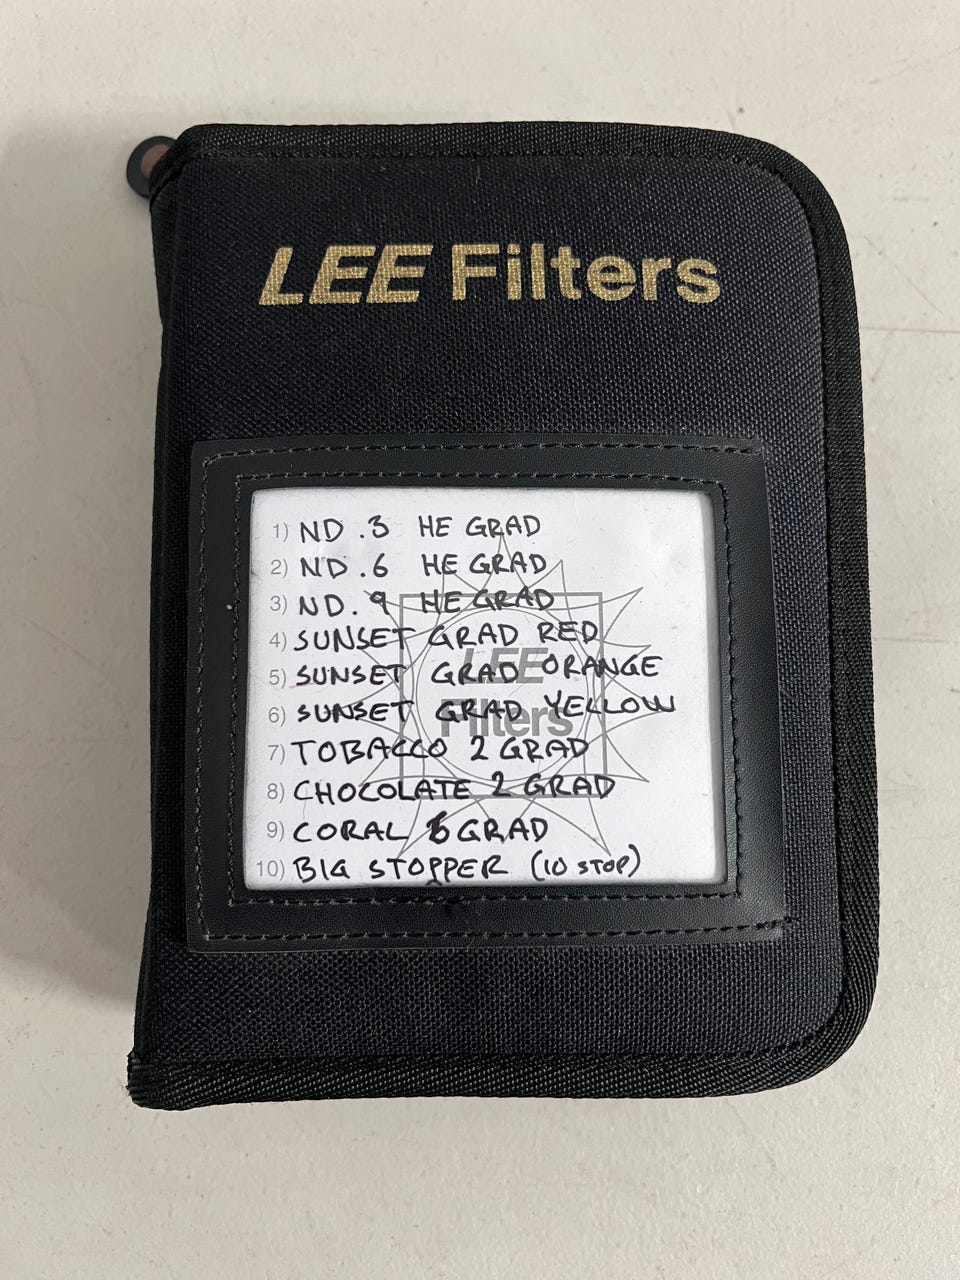 LEE Filters
1) ND .3 HE GRAD
2) ND .6 HE GRAD
3) ND. 9 HE GRAD
4) SUNSET GRAD RED
5) SUNSET GRAD ORANGE
6) SUNSET GRAD YELLOW
7) TOBACCO 2 GRAD
8) CHOCOLATE 2 GRAD
9) CORAL 6 GRAD
10) BIG STOPPER (10 STOP)
LEE
Filters